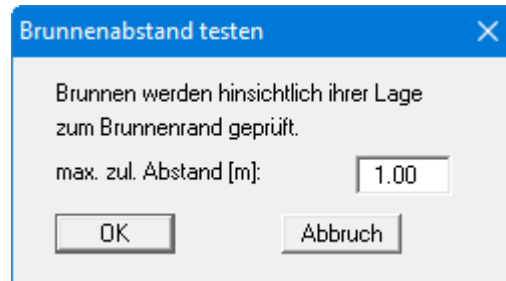 Brunnenabstand testen
Brunnen werden hinsichtlich ihrer Lage
zum Brunnenrand geprüft.
max. zul. Abstand [m]: 1.00
OK Abbruch